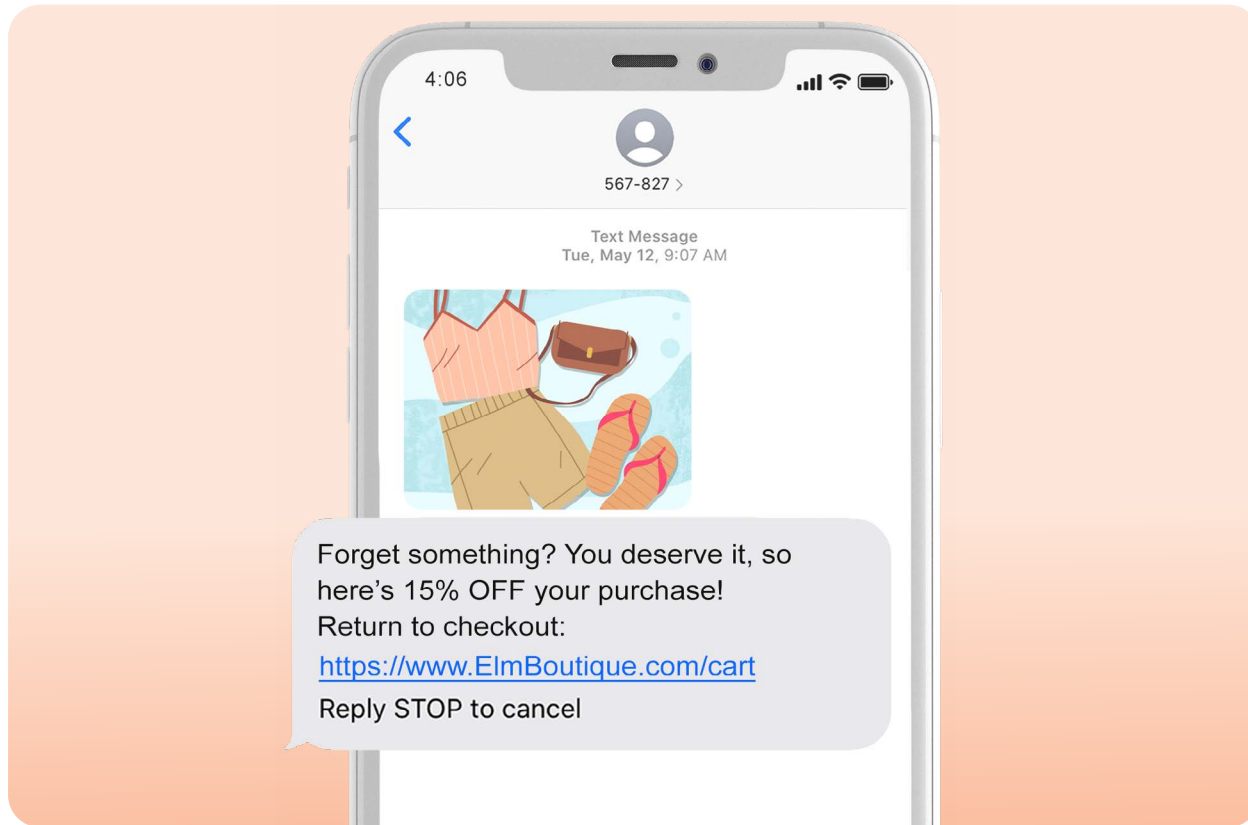 4:06
567-827
Text Message
Tue, May 12, 9:07 AM
Forget something? You deserve it, so
here’s 15% OFF your purchase!
Return to checkout:
https://www.ElmBoutique.com/cart
Reply STOP to cancel